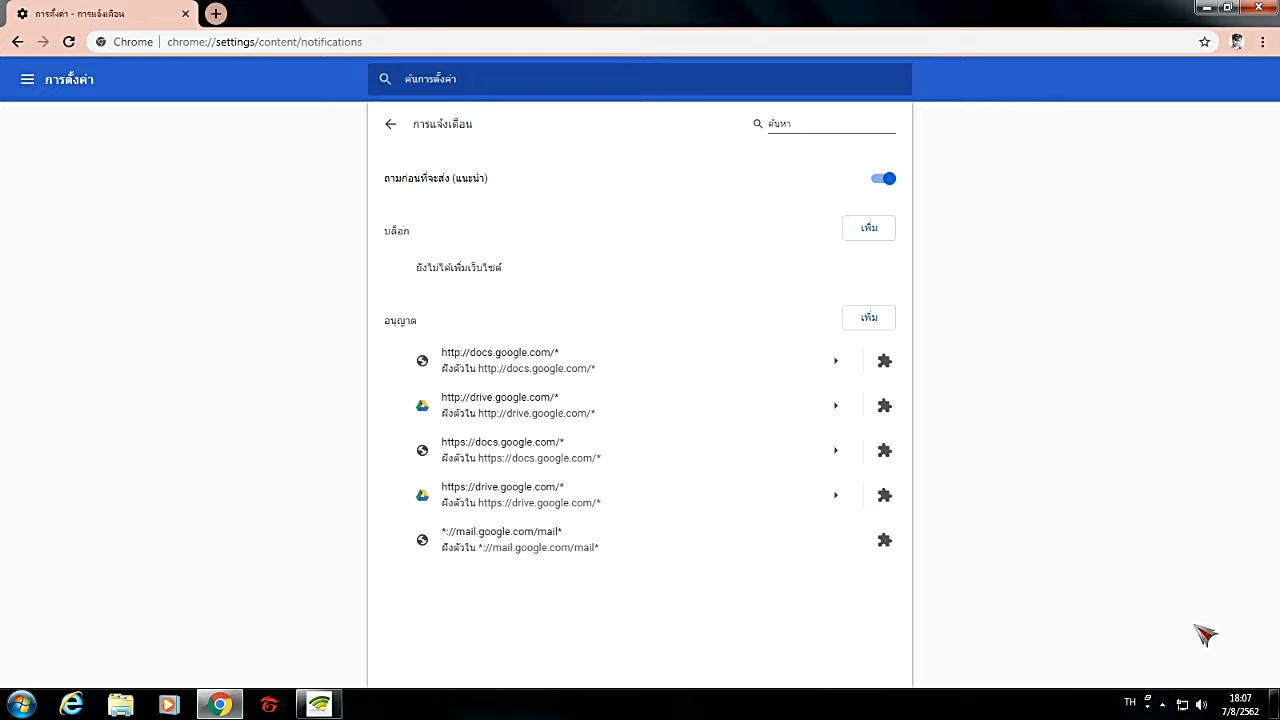 การตั้งค่า - การแจ้งเตือน
Chrome | chrome://settings/content/notifications
การตั้งค่า
ค้นการตั้งค่า
การแจ้งเตือน
ค้นหา
ถามก่อนที่จะส่ง (แนะนำ)
บล็อก
เพิ่ม
ยังไม่ได้เพิ่มเว็บไซต์
อนุญาต
เพิ่ม
http://docs.google.com/*
ฝังตัวใน http://docs.google.com/*
http://drive.google.com/*
ฝังตัวใน http://drive.google.com/*
https://docs.google.com/*
ฝังตัวใน https://docs.google.com/*
https://drive.google.com/*
ฝังตัวใน https://drive.google.com/*
*://mail.google.com/mail*
ฝังตัวใน *://mail.google.com/mail*
TH
18:07
7/8/2562